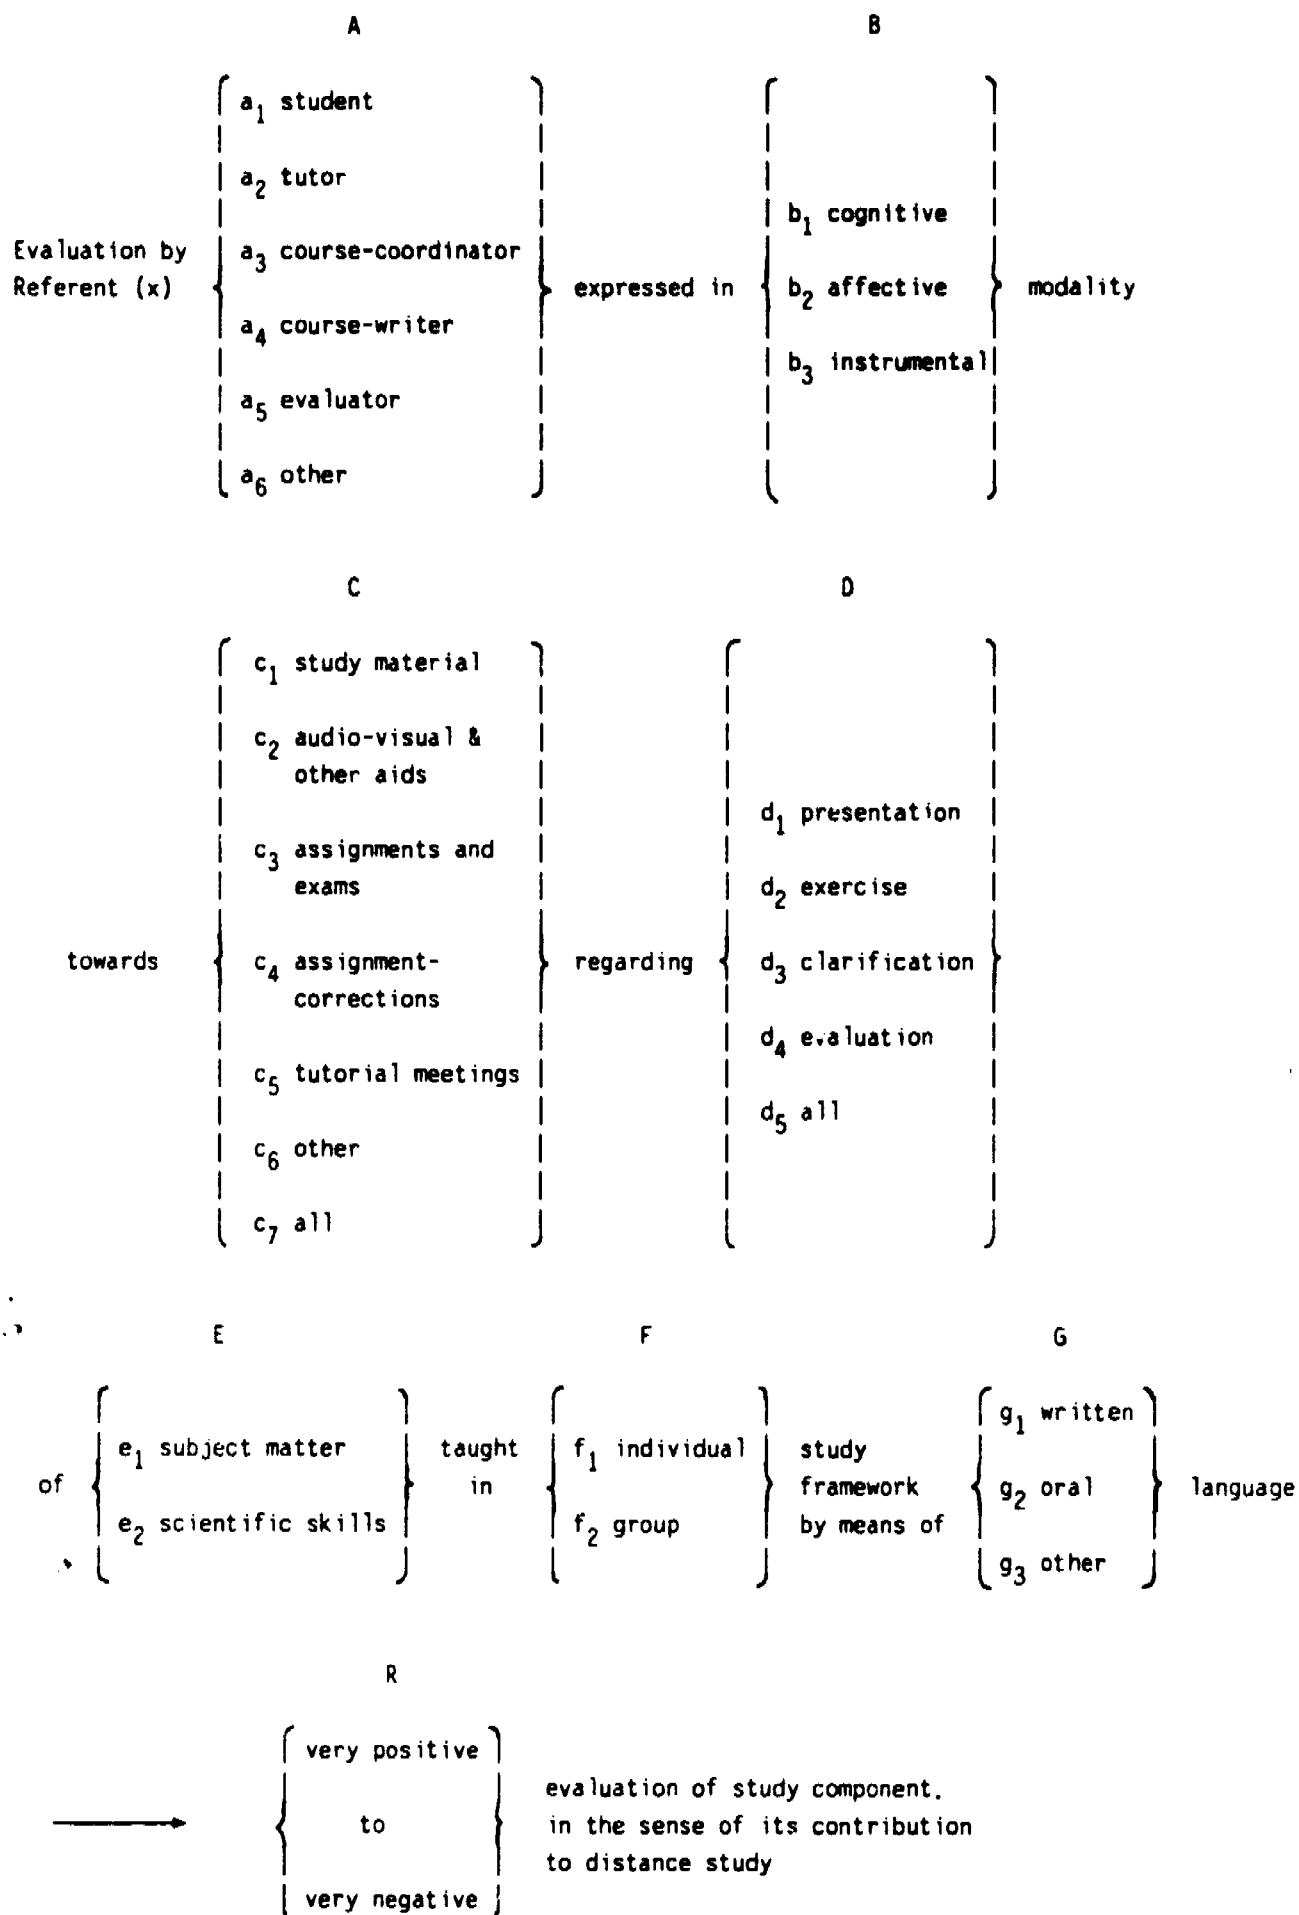 A B
a1 student
a2 tutor
b1 cognitive
Evaluation by
a3 course-coordinator
Referent (x) expressed in b2 affective modality
a4 course-writer
b3 instrumental
a5 evaluator
a6 other
C D
c1 study material
c2 audio-visual &
other aids
d1 presentation
c3 assignments and
exams
d2 exercise
towards c4 assignment- regarding d3 clarification
corrections
d4 evaluation
c5 tutorial meetings
d5 all
c6 other
c7 all
E F G
g1 written
e1 subject matter taught f1 individual study
of in framework g2 oral language
e2 scientific skills f2 group by means of
g3 other
R
very positive
evaluation of study component.
to in the sense of its contribution
to distance study
very negative